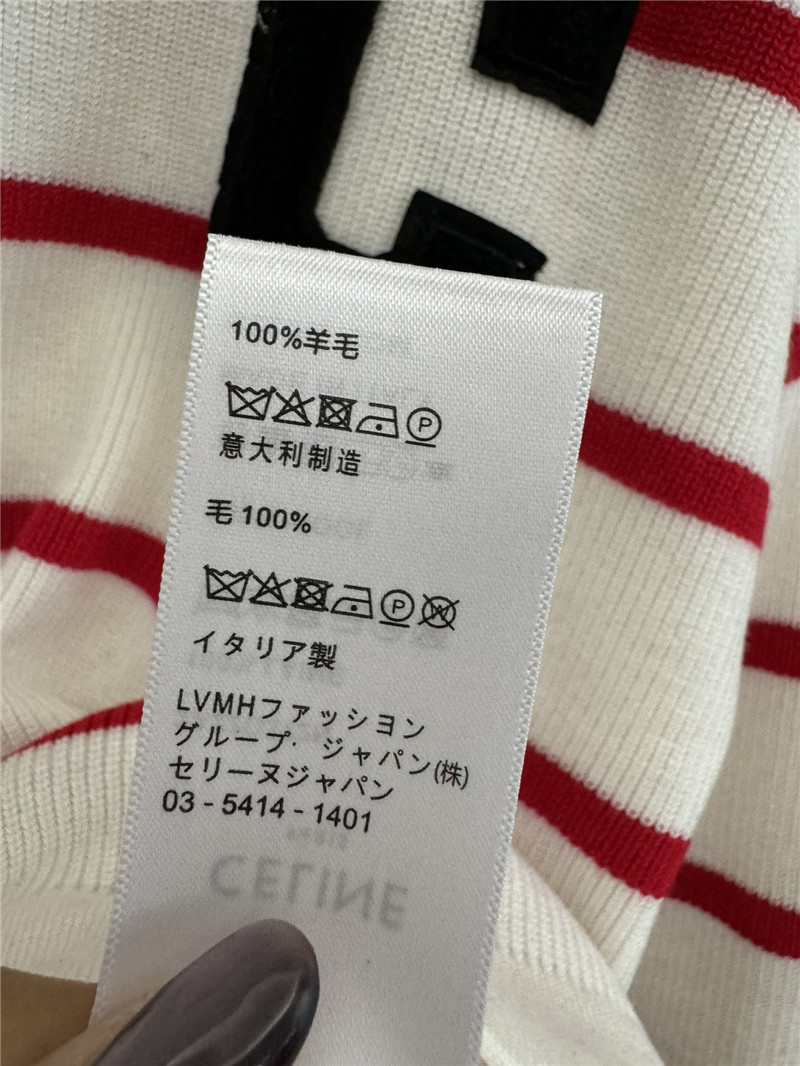 100%羊毛
P
意大利制造
毛 100%
P W
イタリア製
LVMHファッション
グループ. ジャパン(株)
セリーヌジャパン
03 - 5414 - 1401
PARIS
CELINE